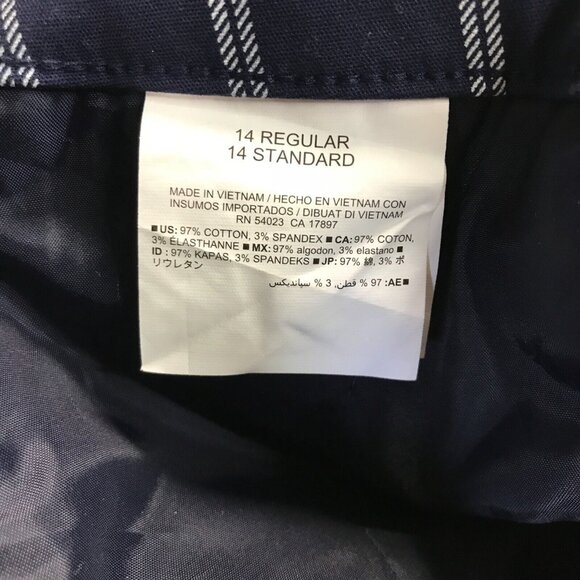 14 REGULAR
14 STANDARD
MADE IN VIETNAM / HECHO EN VIETNAM CON
INSUMOS IMPORTADOS / DIBUAT DI VIETNAM
RN 54023 CA 17897
■US: 97% COTTON, 3% SPANDEX ■ CA: 97% COTON,
3% ÉLASTHANNE ■ MX: 97% algodon, 3% elastano ■
ID : 97% KAPAS, 3% SPANDEKS ■ JP: 97% 綿, 3% ポ
リウレタン
■AE: 97 % قطن, 3 % سپاندیکس